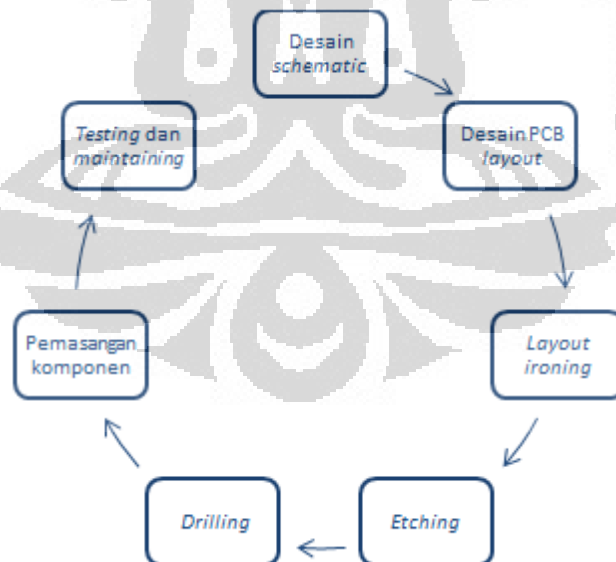 Desain
schematic
Desain PCB
layout
Layout
ironing
Etching
Drilling
Pemasangan
komponen
Testing dan
maintaining